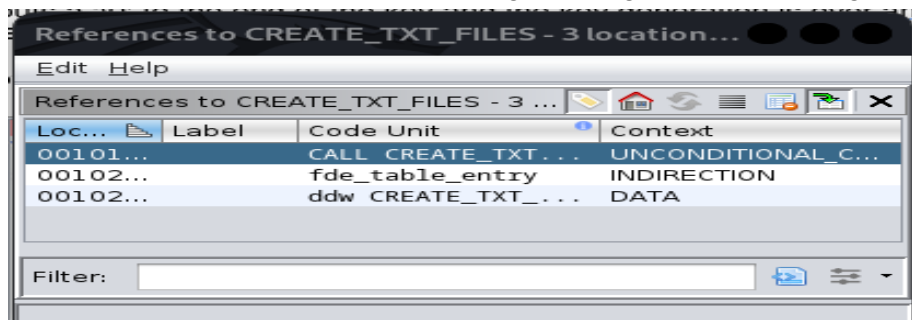 References to CREATE_TXT_FILES - 3 location...
Edit Help
References to CREATE_TXT_FILES - 3 ...
Loc... Label Code Unit Context
00101... CALL CREATE_TXT... UNCONDITIONAL_C...
00102... fde_table_entry INDIRECTION
00102... ddw CREATE_TXT_... DATA
Filter: